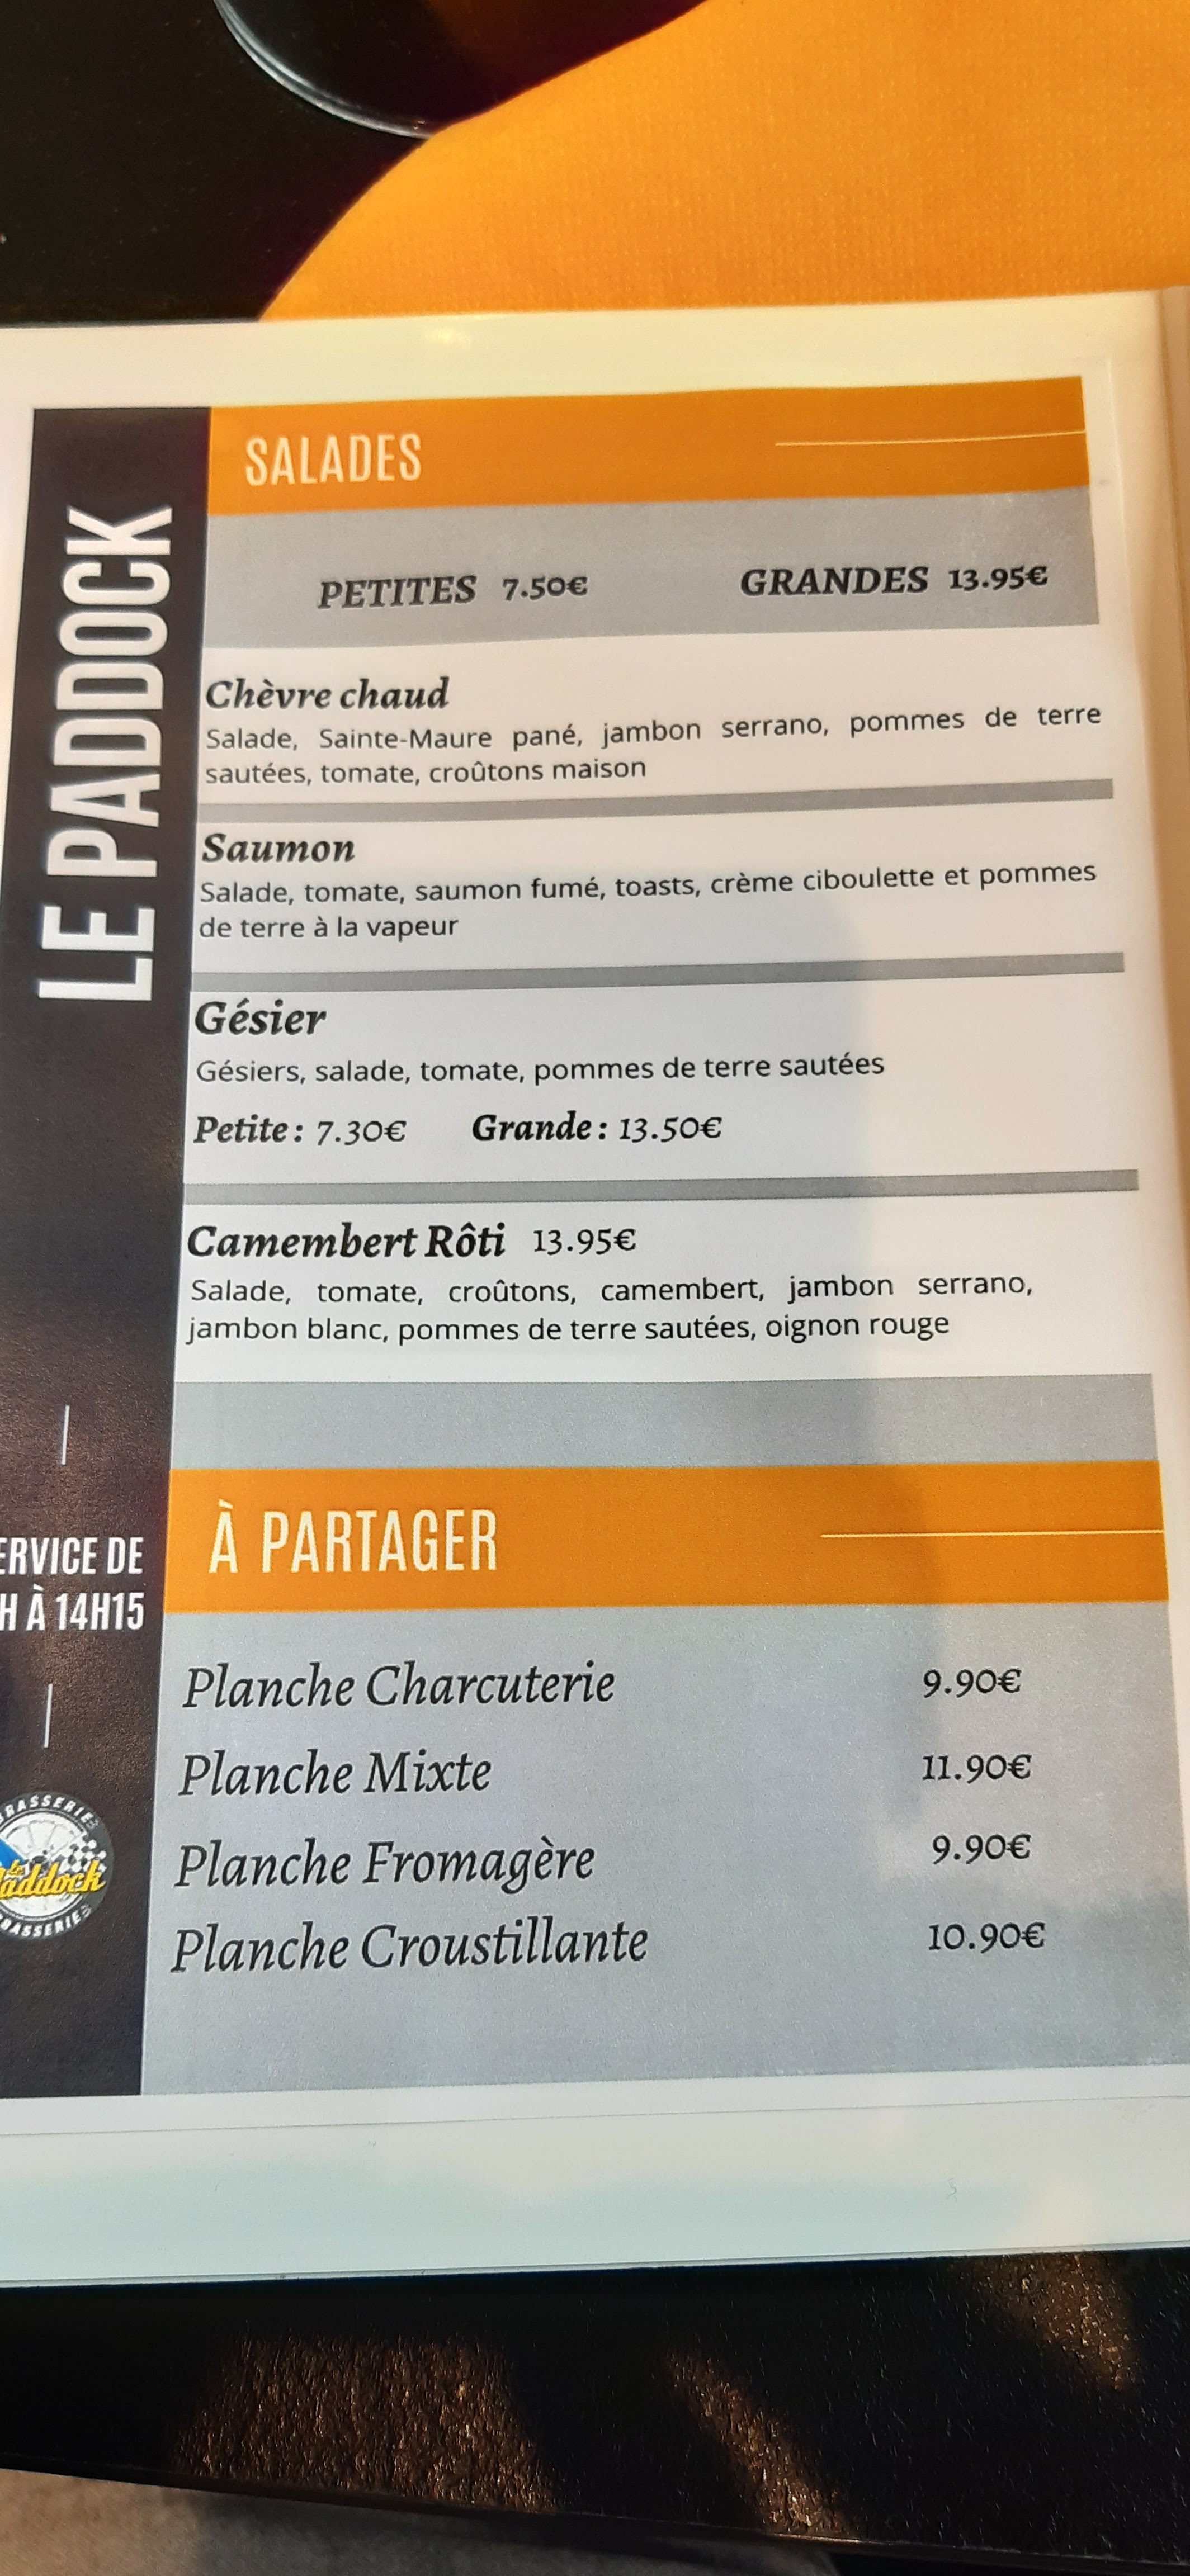 SALADES
PETITES 7.50€ GRANDES 13.95€
Chèvre chaud
Salade, Sainte-Maure pané, jambon serrano, pommes de terre
sautées, tomate, croûtons maison
Saumon
Salade, tomate, saumon fumé, toasts, crème ciboulette et pommes
de terre à la vapeur
Gésier
Gésiers, salade, tomate, pommes de terre sautées
Petite : 7.30€ Grande : 13.50€
Camembert Rôti 13.95€
Salade, tomate, croûtons, camembert, jambon serrano,
jambon blanc, pommes de terre sautées, oignon rouge
À PARTAGER
Planche Charcuterie 9.90€
Planche Mixte 11.90€
Planche Fromagère 9.90€
Planche Croustillante 10.90€
LE PADDOCK
ERVICE DE
H À 14H15
BRASSERIE
Le
Paddock
BRASSERIE